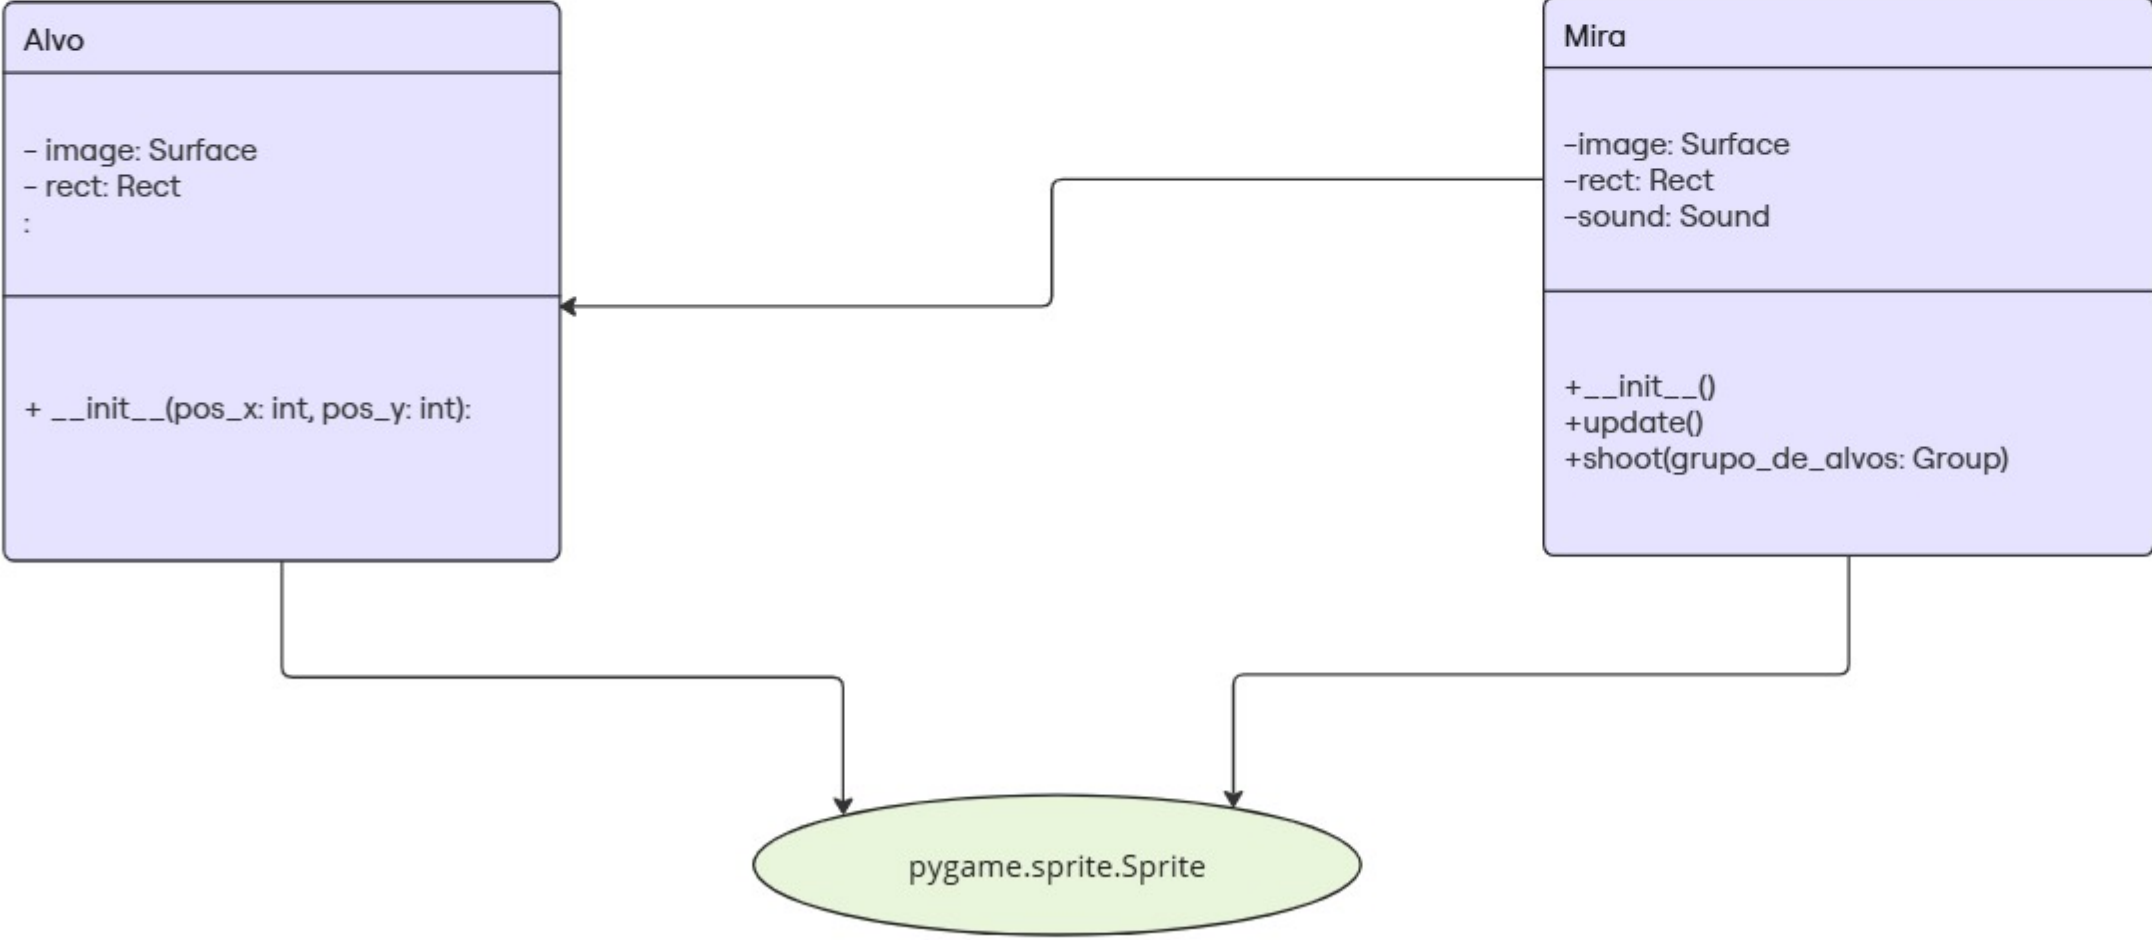 Alvo
- image: Surface
- rect: Rect
:
+ __init__(pos_x: int, pos_y: int):
Mira
-image: Surface
-rect: Rect
-sound: Sound
+__init__()
+update()
+shoot(grupo_de_alvos: Group)
pygame.sprite.Sprite